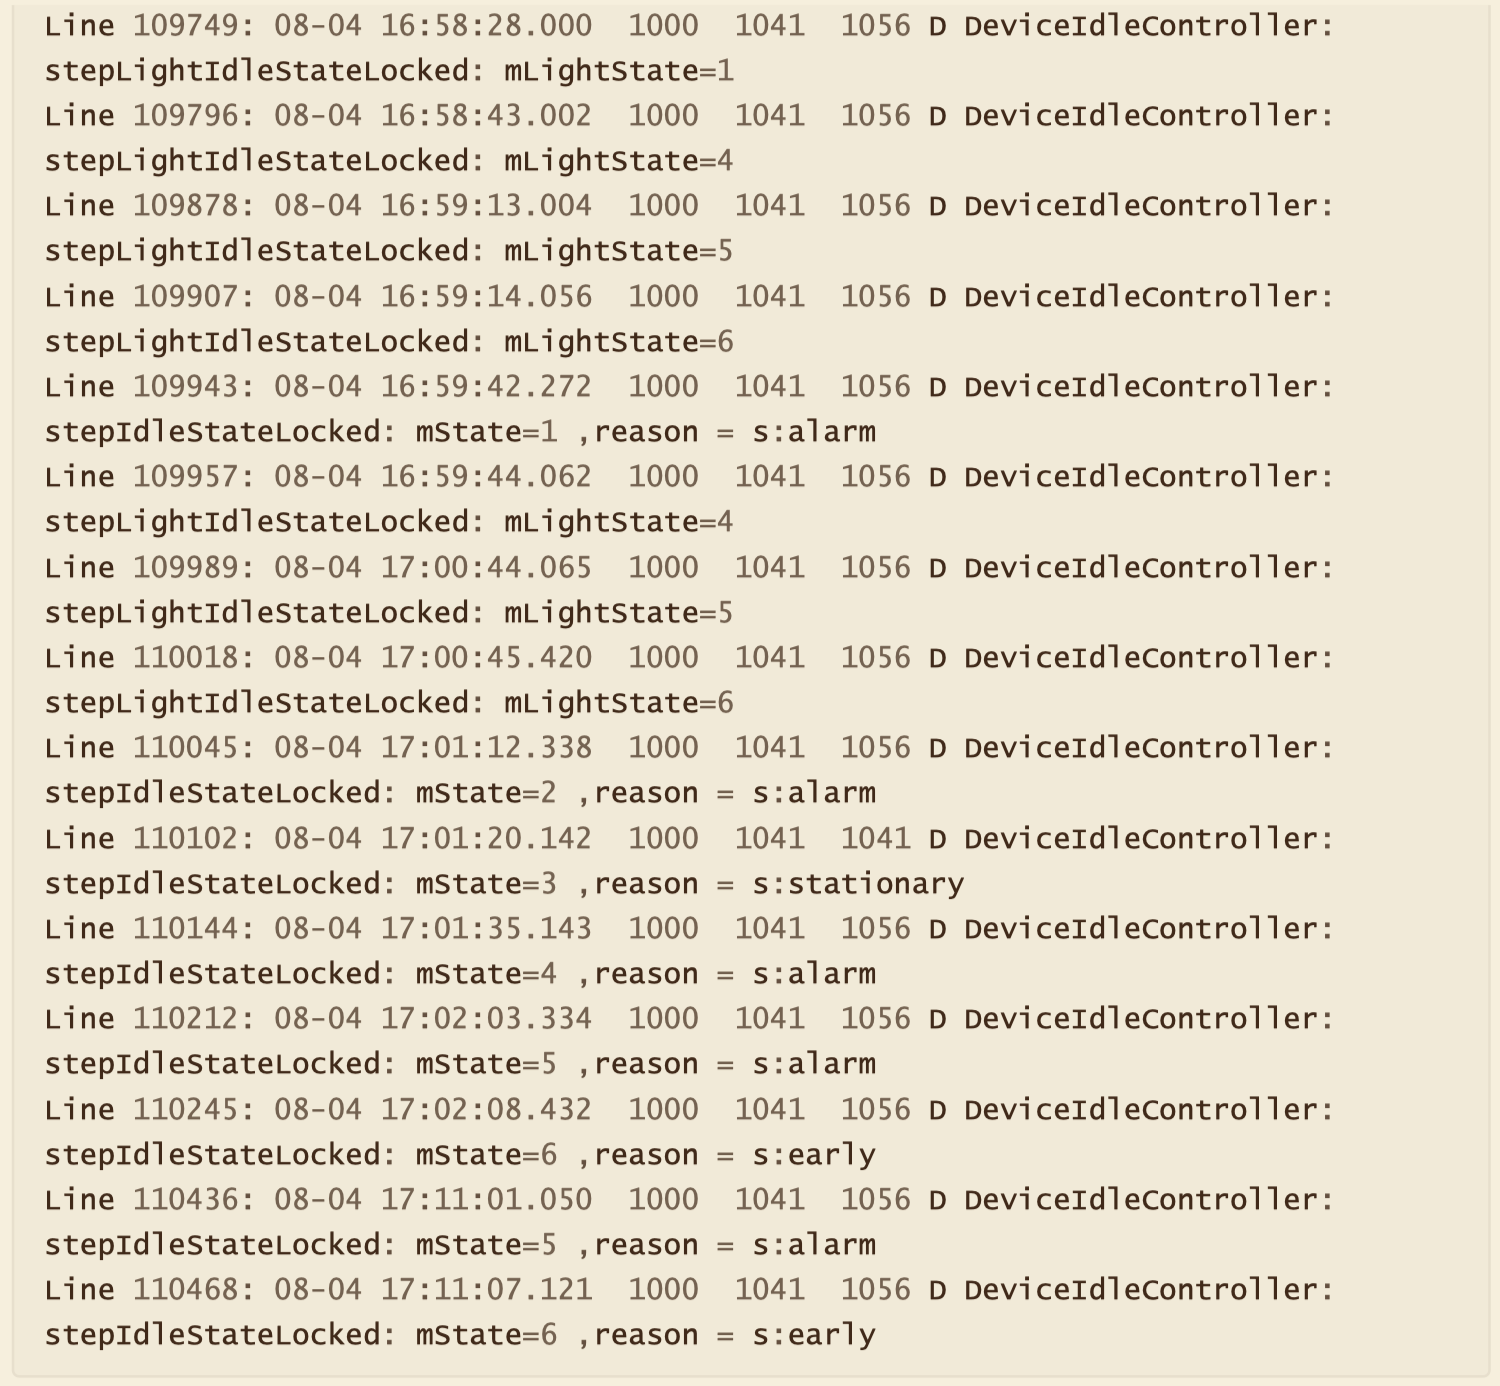 Line 109749: 08-04 16:58:28.000  1000  1041  1056 D DeviceIdleController:
stepLightIdleStateLocked: mLightState=1
Line 109796: 08-04 16:58:43.002  1000  1041  1056 D DeviceIdleController:
stepLightIdleStateLocked: mLightState=4
Line 109878: 08-04 16:59:13.004  1000  1041  1056 D DeviceIdleController:
stepLightIdleStateLocked: mLightState=5
Line 109907: 08-04 16:59:14.056  1000  1041  1056 D DeviceIdleController:
stepLightIdleStateLocked: mLightState=6
Line 109943: 08-04 16:59:42.272  1000  1041  1056 D DeviceIdleController:
stepIdleStateLocked: mState=1 ,reason = s:alarm
Line 109957: 08-04 16:59:44.062  1000  1041  1056 D DeviceIdleController:
stepLightIdleStateLocked: mLightState=4
Line 109989: 08-04 17:00:44.065  1000  1041  1056 D DeviceIdleController:
stepLightIdleStateLocked: mLightState=5
Line 110018: 08-04 17:00:45.420  1000  1041  1056 D DeviceIdleController:
stepLightIdleStateLocked: mLightState=6
Line 110045: 08-04 17:01:12.338  1000  1041  1056 D DeviceIdleController:
stepIdleStateLocked: mState=2 ,reason = s:alarm
Line 110102: 08-04 17:01:20.142  1000  1041  1041 D DeviceIdleController:
stepIdleStateLocked: mState=3 ,reason = s:stationary
Line 110144: 08-04 17:01:35.143  1000  1041  1056 D DeviceIdleController:
stepIdleStateLocked: mState=4 ,reason = s:alarm
Line 110212: 08-04 17:02:03.334  1000  1041  1056 D DeviceIdleController:
stepIdleStateLocked: mState=5 ,reason = s:alarm
Line 110245: 08-04 17:02:08.432  1000  1041  1056 D DeviceIdleController:
stepIdleStateLocked: mState=6 ,reason = s:early
Line 110436: 08-04 17:11:01.050  1000  1041  1056 D DeviceIdleController:
stepIdleStateLocked: mState=5 ,reason = s:alarm
Line 110468: 08-04 17:11:07.121  1000  1041  1056 D DeviceIdleController:
stepIdleStateLocked: mState=6 ,reason = s:early